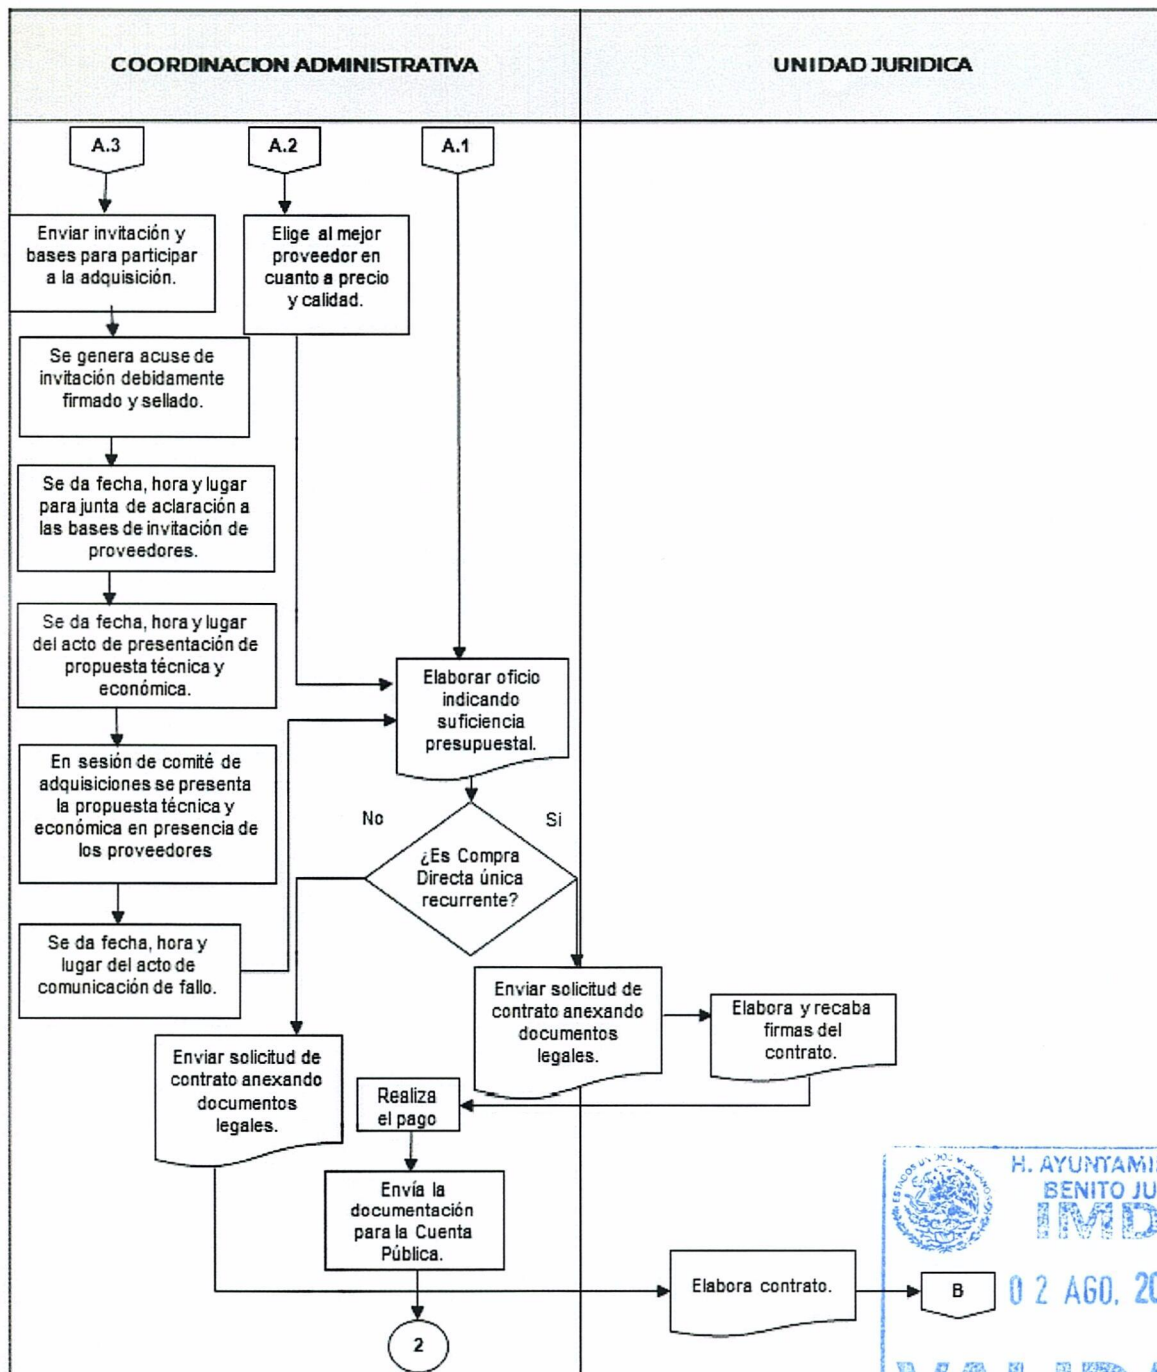 COORDINACION ADMINISTRATIVA
UNIDAD JURIDICA
A.3
A.2
A.1
Enviar invitación y
bases para participar
a la adquisición.
Elige al mejor
proveedor en
cuanto a precio
y calidad.
Se genera acuse de
invitación debidamente
firmado y sellado.
Se da fecha, hora y lugar
para junta de aclaración a
las bases de invitación de
proveedores.
Se da fecha, hora y lugar
del acto de presentación de
propuesta técnica y
económica.
Elaborar oficio
indicando
suficiencia
presupuestal.
En sesión de comité de
adquisiciones se presenta
la propuesta técnica y
económica en presencia de
los proveedores
No
Si
¿Es Compra
Directa única
recurrente?
Se da fecha, hora y
lugar del acto de
comunicación de fallo.
Enviar solicitud de
contrato anexando
documentos
legales.
Elabora y recaba
firmas del
contrato.
Enviar solicitud de
contrato anexando
documentos
legales.
Realiza
el pago
Envía la
documentación
para la Cuenta
Pública.
Elabora contrato.
B
2
H. AYUNTAMI
BENITO JU
IMD
02 AGO. 20